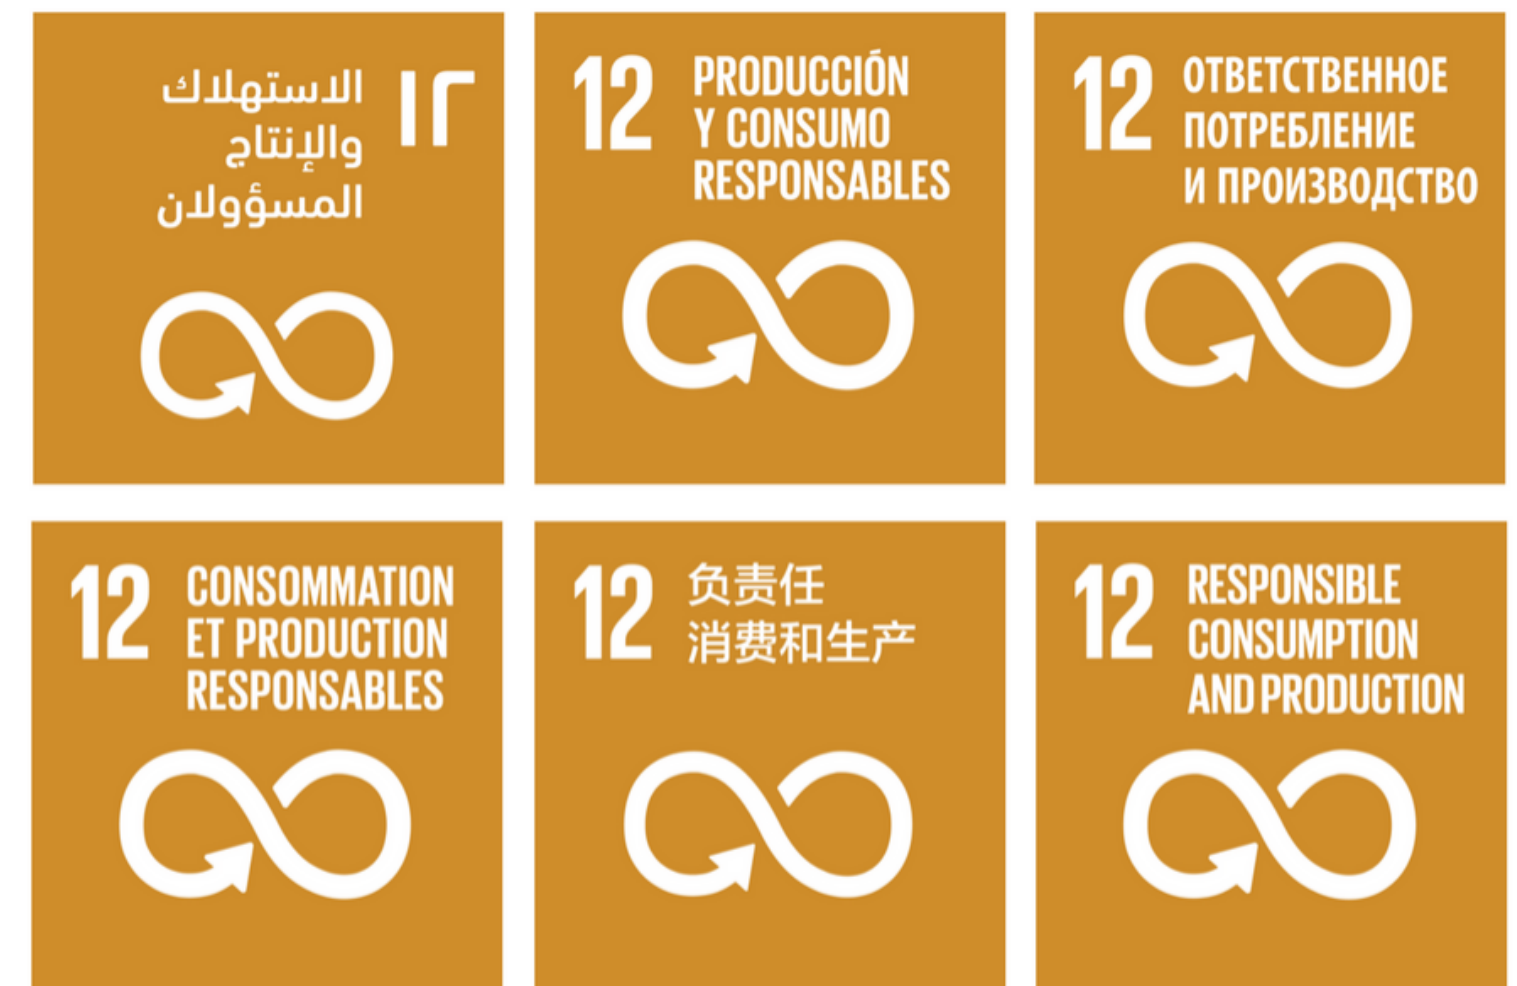 ١٢
الاستهلاك
والإنتاج
المسؤولان
12
PRODUCCIÓN
Y CONSUMO
RESPONSABLES
12
ОТВЕТСТВЕННОЕ
ПОТРЕБЛЕНИЕ
И ПРОИЗВОДСТВО
12
CONSOMMATION
ET PRODUCTION
RESPONSABLES
12
负责任
消费和生产
12
RESPONSIBLE
CONSUMPTION
AND PRODUCTION